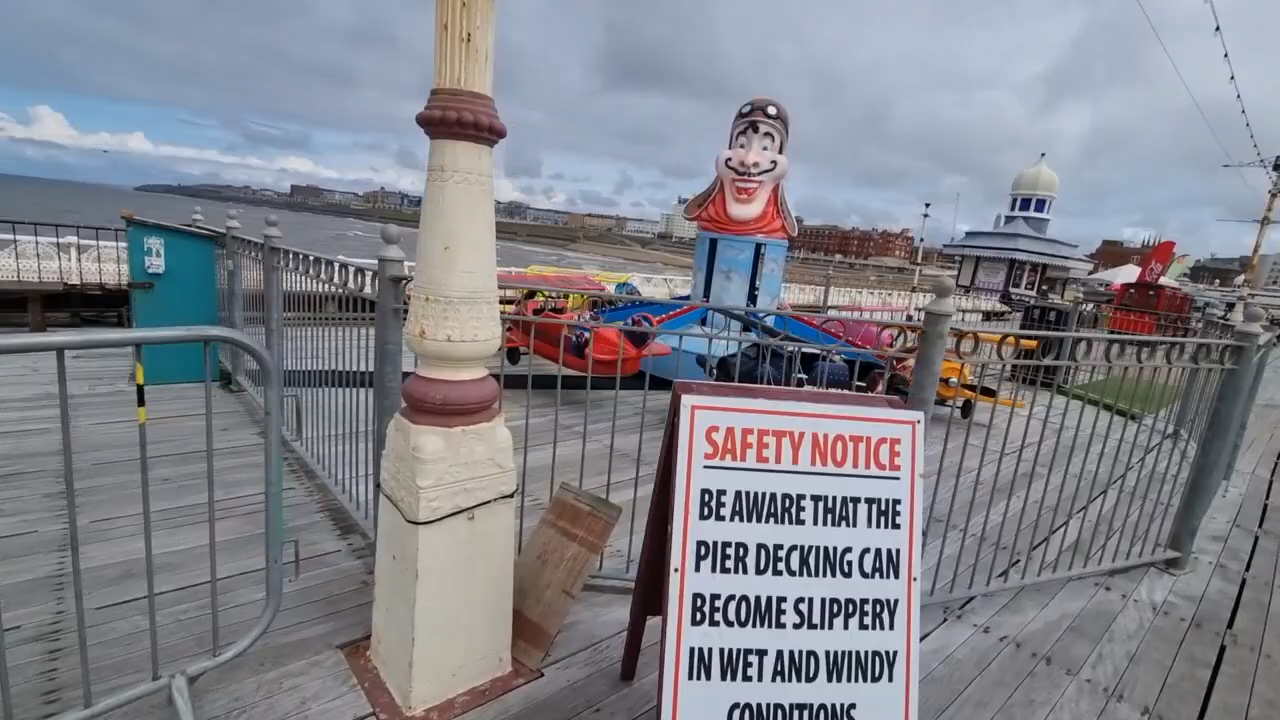 SAFETY NOTICE
BE AWARE THAT THE
PIER DECKING CAN
BECOME SLIPPERY
IN WET AND WINDY
CONDITIONS